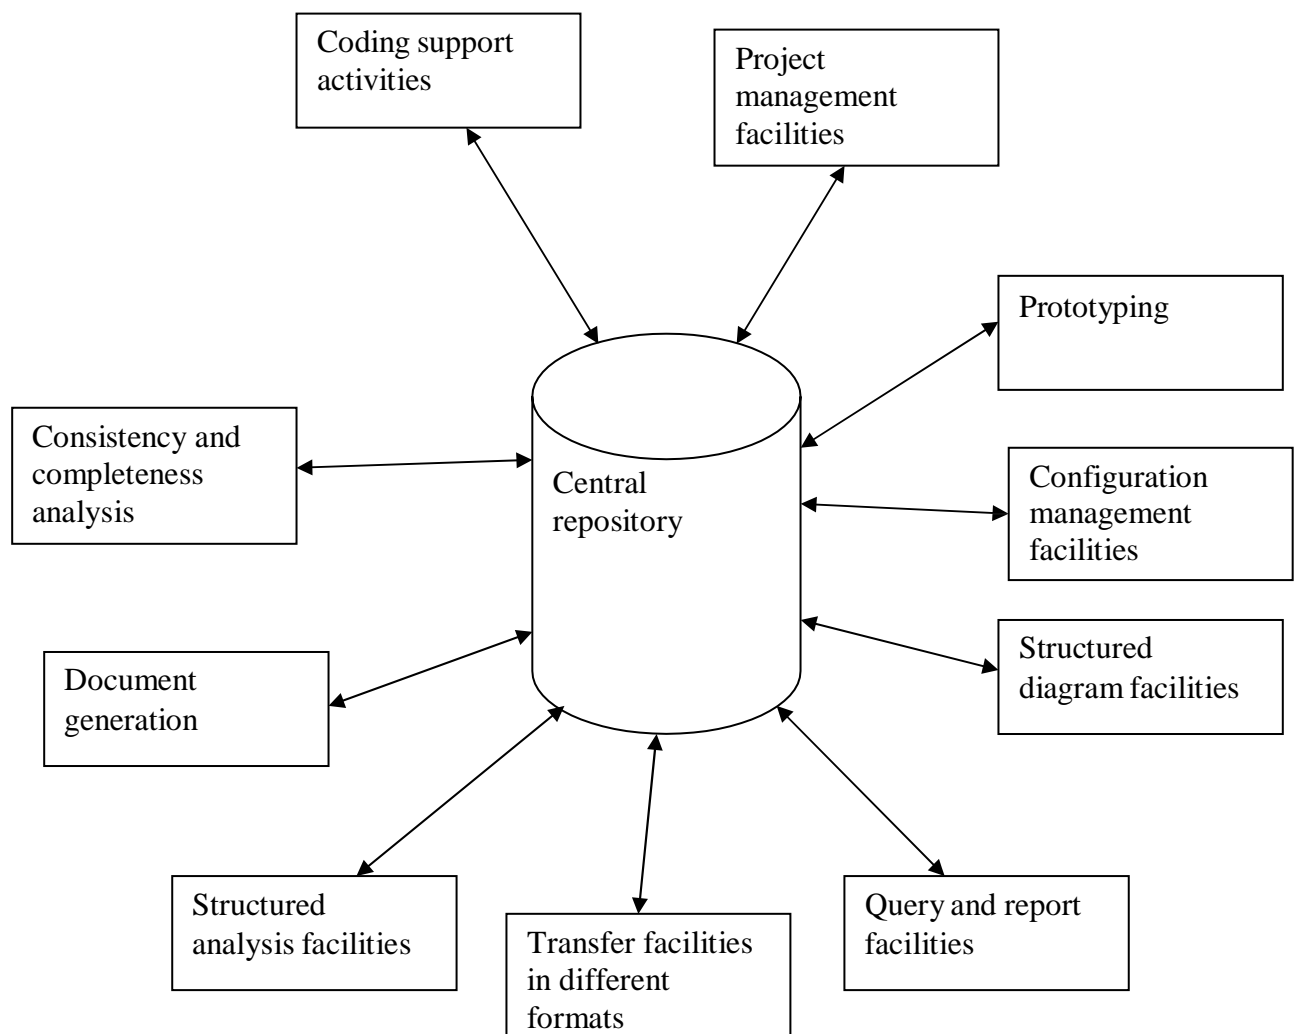 Coding support
activities
Project
management
facilities
Prototyping
Consistency and
completeness
analysis
Central
repository
Configuration
management
facilities
Structured
diagram facilities
Document
generation
Structured
analysis facilities
Transfer facilities
in different
formats
Query and report
facilities